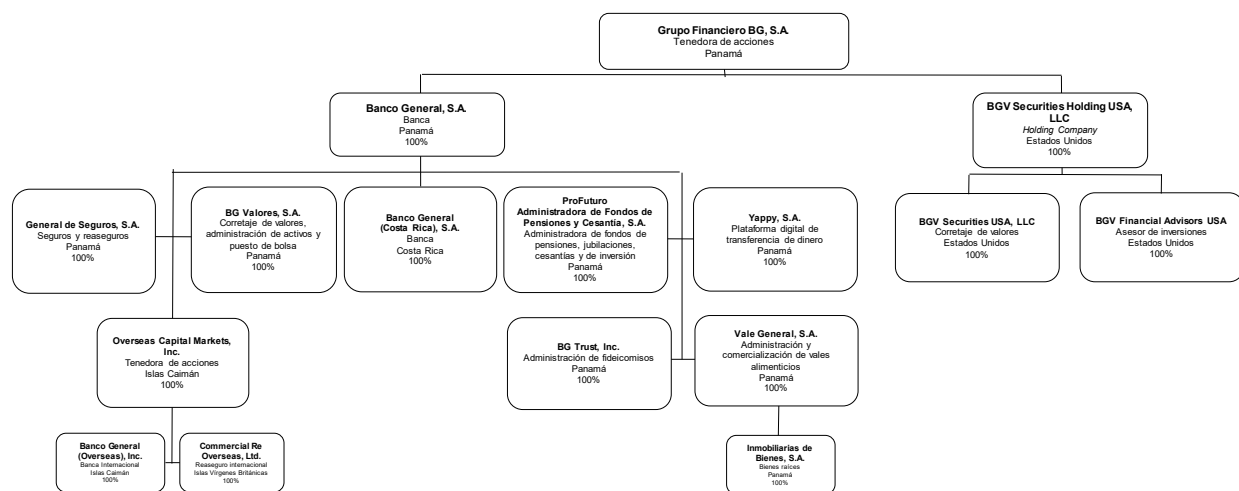 Grupo Financiero BG, S.A.
Tenedora de acciones
Panamá
Banco General, S.A.
Banca
Panamá
100%
BGV Securities Holding USA,
LLC
Holding Company
Estados Unidos
100%
General de Seguros, S.A.
Seguros y reaseguros
Panamá
100%
BG Valores, S.A.
Corretaje de valores,
administración de activos y
puesto de bolsa
Panamá
100%
Banco General
(Costa Rica), S.A.
Banca
Costa Rica
100%
ProFuturo
Administradora de Fondos de
Pensiones y Cesantía, S.A.
Administradora de fondos de
pensiones, jubilaciones,
cesantías y de inversión
Panamá
100%
Yappy, S.A.
Plataforma digital de
transferencia de dinero
Panamá
100%
BGV Securities USA, LLC
Corretaje de valores
Estados Unidos
100%
BGV Financial Advisors USA
Asesor de inversiones
Estados Unidos
100%
Overseas Capital Markets,
Inc.
Tenedora de acciones
Islas Caimán
100%
BG Trust, Inc.
Administración de fideicomisos
Panamá
100%
Vale General, S.A.
Administración y
comercialización de vales
alimenticios
Panamá
100%
Banco General
(Overseas), Inc.
Banca Internacional
Islas Caimán
100%
Commercial Re
Overseas, Ltd.
Reaseguro internacional
Islas Vírgenes Británicas
100%
Inmobiliarias de
Bienes, S.A.
Bienes raíces
Panamá
100%